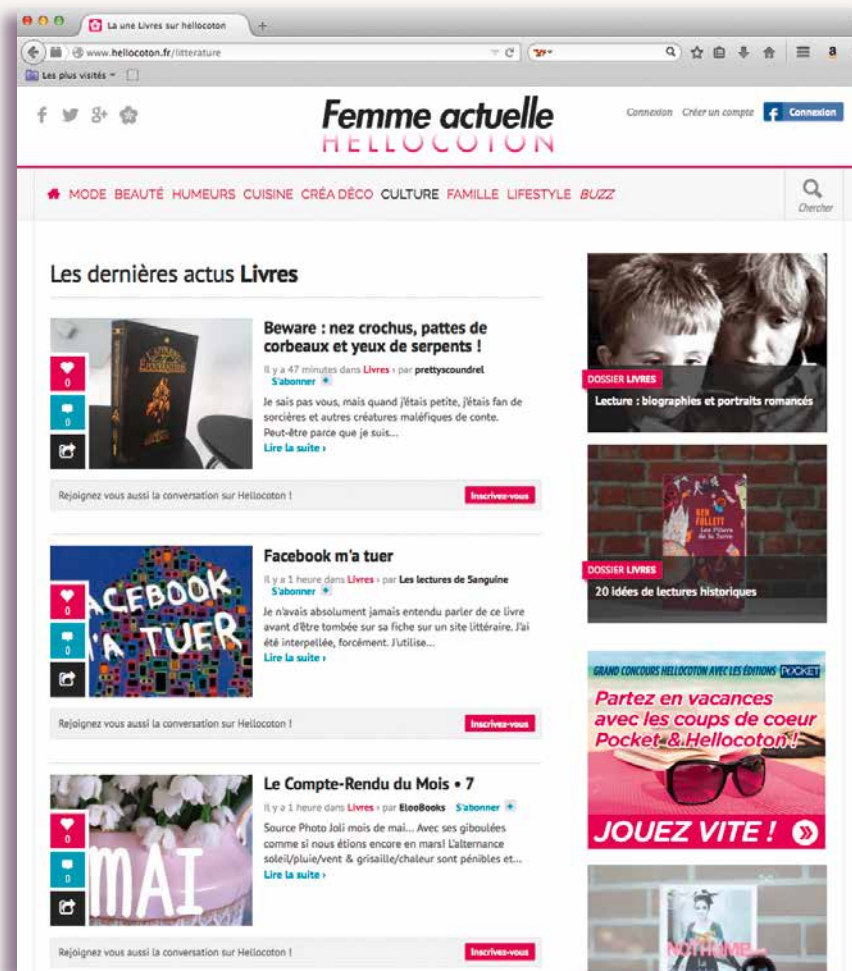 La une Livres sur hellocoton
www.hellocoton.fr/litterature
Les plus visités
Femme actuelle
HELLOCOTON
Connexion Créer un compte Connexion
MODE BEAUTÉ HUMEURS CUISINE CRÉA DÉCO CULTURE FAMILLE LIFESTYLE BUZZ
Chercher
Les dernières actus Livres
Beware : nez crochus, pattes de
corbeaux et yeux de serpents !
Il y a 47 minutes dans Livres › par prettyscoundrel
S'abonner +
Je sais pas vous, mais quand j'étais petite, j'étais fan de
sorcières et autres créatures maléfiques de conte.
Peut-être parce que je suis...
Lire la suite ›
0
0
Rejoignez vous aussi la conversation sur Hellocoton !
Inscrivez-vous
Facebook m'a tuer
Il y a 1 heure dans Livres › par Les lectures de Sanguine
S'abonner +
Je n'avais absolument jamais entendu parler de ce livre
avant d'être tombée sur sa fiche sur un site littéraire. J'ai
été interpellée, forcément. J'utilise...
Lire la suite ›
ACEBOOK
'A TUER
0
0
Rejoignez vous aussi la conversation sur Hellocoton !
Inscrivez-vous
Le Compte-Rendu du Mois • 7
Il y a 1 heure dans Livres › par ElooBooks S'abonner +
Source Photo Joli mois de mai... Avec ses giboulées
comme si nous étions encore en mars! L'alternance
soleil/pluie/vent & grisaille/chaleur sont pénibles et...
Lire la suite ›
MAI
0
0
Rejoignez vous aussi la conversation sur Hellocoton !
Inscrivez-vous
DOSSIER LIVRES
Lecture : biographies et portraits romancés
KEN
FOLLETT
Les Piliers
de la Terre
DOSSIER LIVRES
20 idées de lectures historiques
GRAND CONCOURS HELLOCOTON AVEC LES ÉDITIONS POCKET
Partez en vacances
avec les coups de coeur
Pocket & Hellocoton !
JOUEZ VITE !
NOTHOMB